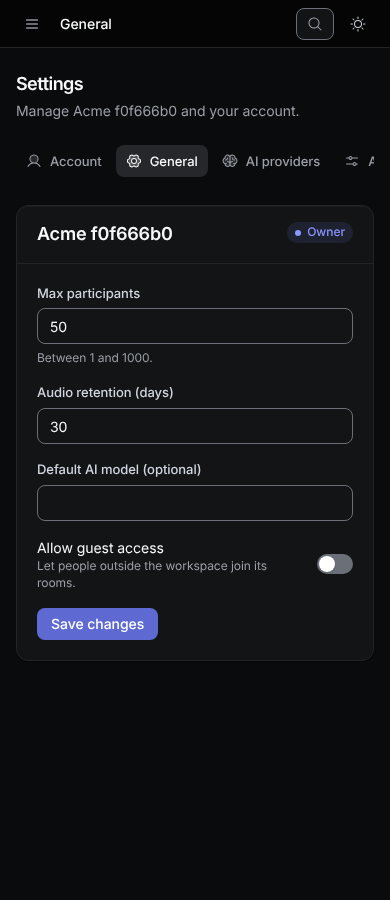 General
Settings
Manage Acme f0f666b0 and your account.
Account
General
AI providers
A
Acme f0f666b0
Owner
Max participants
50
Between 1 and 1000.
Audio retention (days)
30
Default AI model (optional)
Allow guest access
Let people outside the workspace join its
rooms.
Save changes